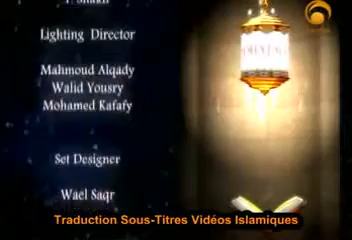 Lighting Director
Mahmoud Alqady
Walid Yousry
Mohamed Kafafy
Set Designer
Wael Saqr
Traduction Sous-Titres Vidéos Islamiques